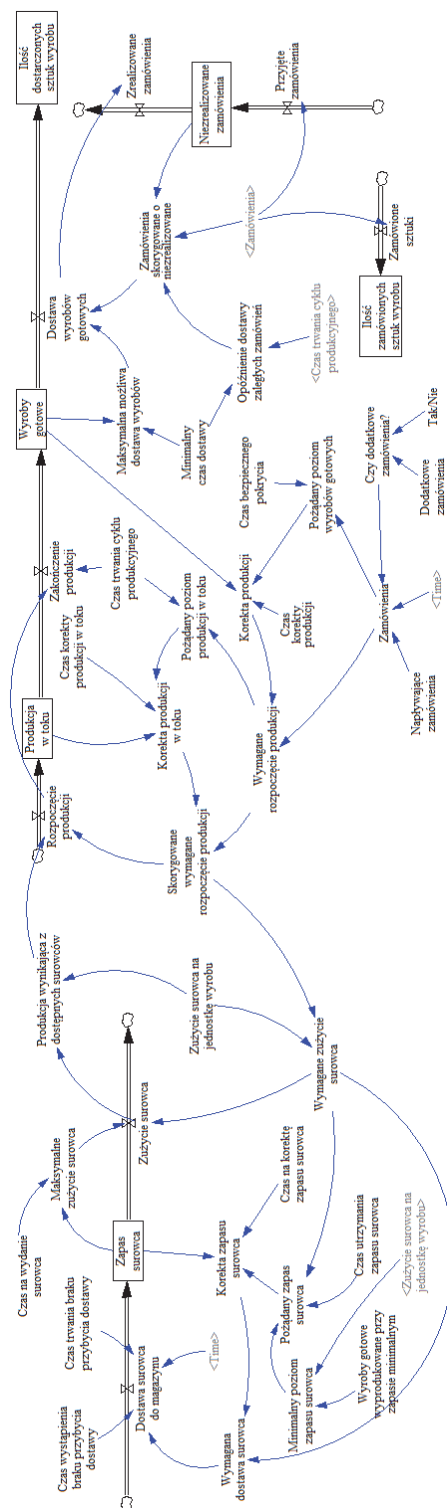 Czas wystąpienia
braku przybycia
dostawy
Czas trwania braku
przybycia dostawy
Dostawa surowca
do magazynu
<Time>
Wymagana
dostawa surowca
Minimalny poziom
zapasu surowca
Wyroby gotowe
wyprodukowane przy
zapasie minimalnym
<Zużycie surowca na
jednostkę wyrobu>
Pożądany zapas
surowca
Czas utrzymania
zapasu surowca
Korekta zapasu
surowca
Czas na korektę
zapasu surowca
Zapas
surowca
Czas na wydanie
surowca
Maksymalne
zużycie surowca
Zużycie surowca
Wymagane zużycie
surowca
Zużycie surowca na
jednostkę wyrobu
Produkcja wynikająca z
dostępnych surowców
Rozpoczęcie
produkcji
Skorygowane
wymagane
rozpoczęcie produkcji
Produkcja
w toku
Czas korekty
produkcji w toku
Korekta produkcji
w toku
Wymagane
rozpoczęcie produkcji
Pożądany poziom
produkcji w toku
Czas trwania cyklu
produkcyjnego
Zakończenie
produkcji
Korekta produkcji
Czas
korekty
produkcji
Napływające
zamówienia
Zamówienia
<Time>
Czas bezpiecznego
pokrycia
Pożądany poziom
wyrobów gotowych
Czy dodatkowe
zamówienia?
Dodatkowe
zamówienia
Tak/Nie
Wyroby
gotowe
Maksymalna możliwa
dostawa wyrobów
Minimalny
czas dostawy
Dostawa
wyrobów
gotowych
Opóźnienie dostawy
zaległych zamówień
<Czas trwania cyklu
produkcyjnego>
Zamówienia
skorygowane o
niezrealizowane
<Zamówienia>
Ilość
zamówionych
sztuk wyrobu
Zamówione
sztuki
Ilość
dostarczonych
sztuk wyrobu
Zrealizowane
zamówienia
Niezrealizowane
zamówienia
Przyjęte
zamówienia